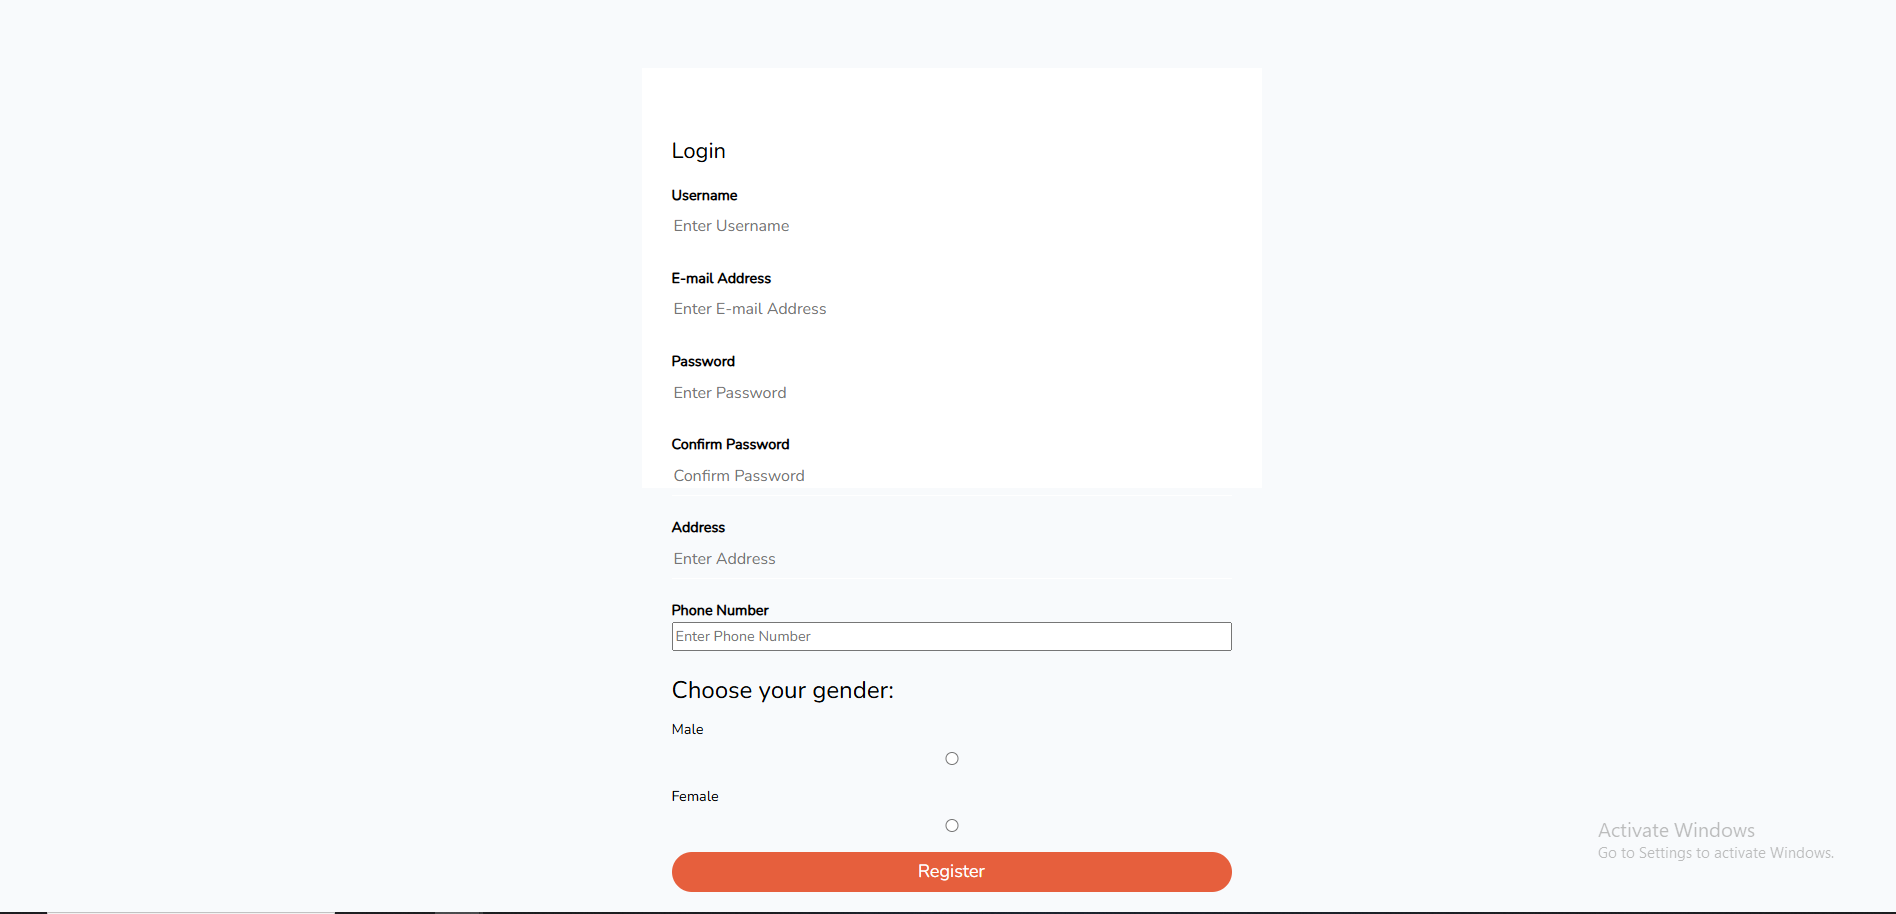 Login
Username
Enter Username
E-mail Address
Enter E-mail Address
Password
Enter Password
Confirm Password
Confirm Password
Address
Enter Address
Phone Number
Enter Phone Number
Choose your gender:
Male
Female
Register
Activate Windows
Go to Settings to activate Windows.